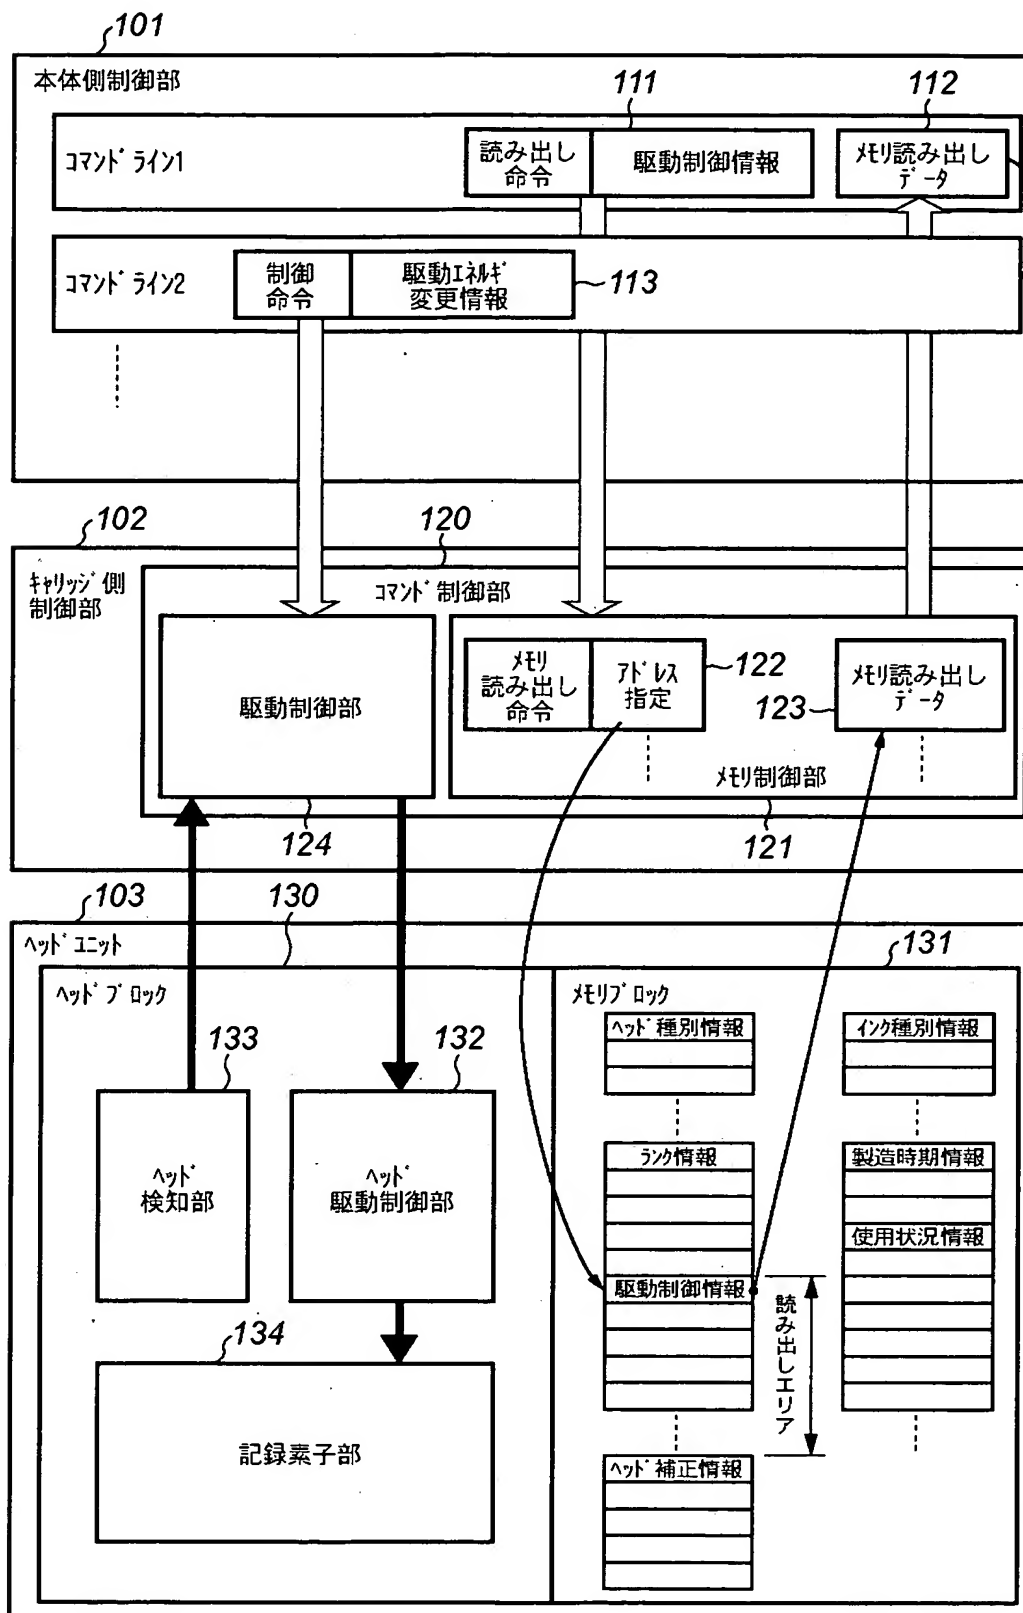 101
本体側制御部
111
112
コマンドライン1
読み出し
命令
駆動制御情報
メモリ読み出し
データ
コマンドライン2
制御
命令
駆動エネルギ
変更情報
113
102
120
キャリッジ側
制御部
コマンド制御部
駆動制御部
メモリ
読み出し
命令
アドレス
指定
122
123
メモリ読み出し
データ
メモリ制御部
124
121
103
130
ヘッドユニット
131
ヘッドブロック
メモリブロック
133
132
ヘッド種別情報
インク種別情報
ヘッド
検知部
ヘッド
駆動制御部
ランク情報
製造時期情報
使用状況情報
駆動制御情報
読み出しエリア
134
記録素子部
ヘッド補正情報